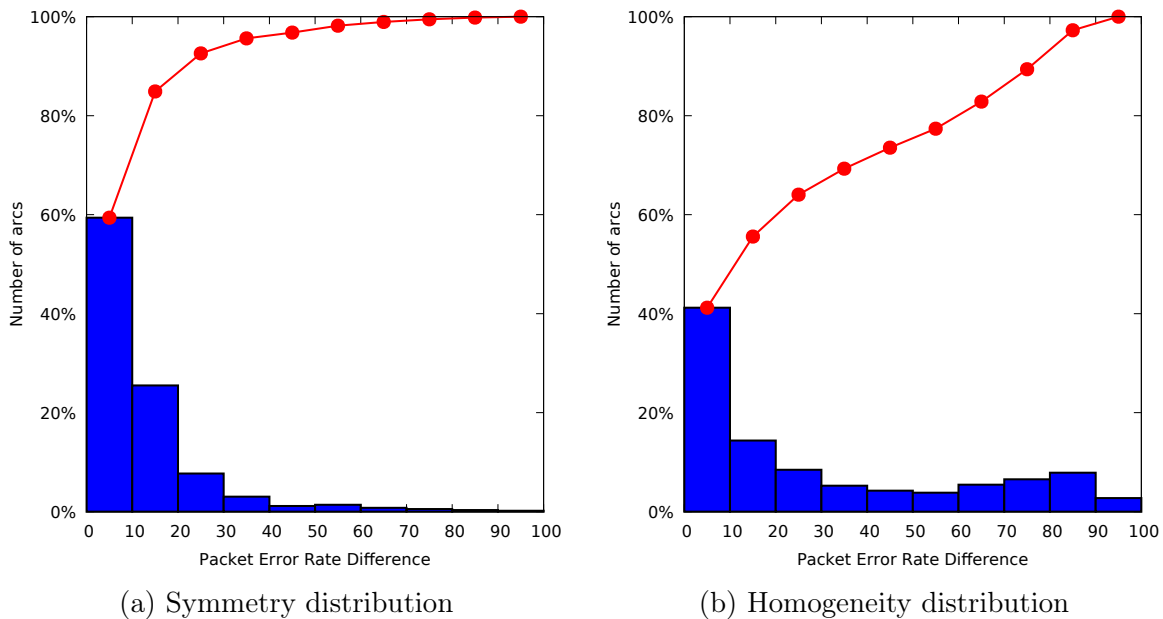 100%
80%
60%
40%
20%
0%
Number of arcs
0 10 20 30 40 50 60 70 80 90 100
Packet Error Rate Difference
(a) Symmetry distribution
100%
80%
60%
40%
20%
0%
Number of arcs
0 10 20 30 40 50 60 70 80 90 100
Packet Error Rate Difference
(b) Homogeneity distribution